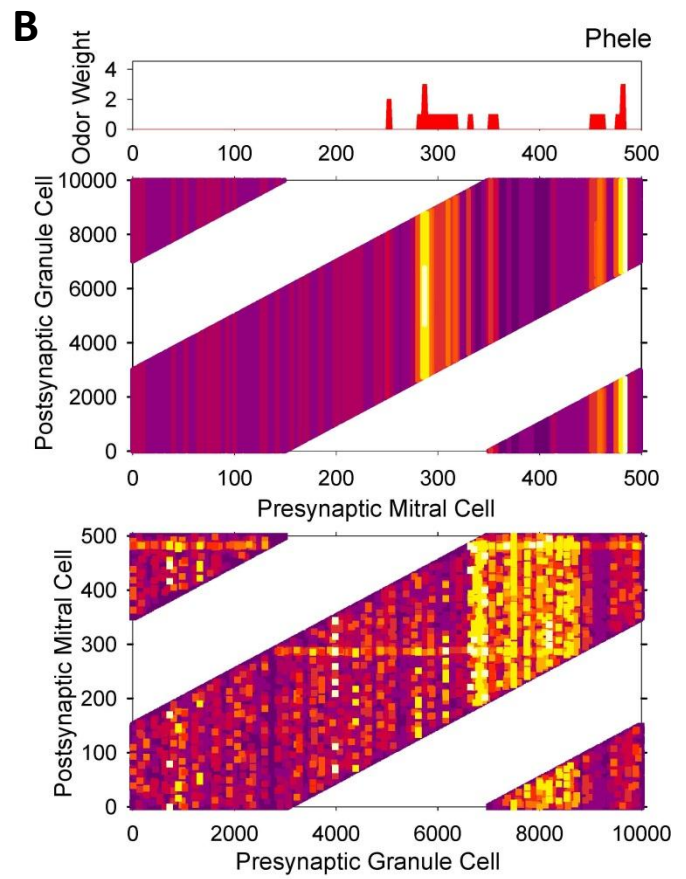 B
Phele
Odor Weight
4
2
0
0 100 200 300 400 500
Postsynaptic Granule Cell
10000
8000
6000
4000
2000
0
0 100 200 300 400 500
Presynaptic Mitral Cell
Postsynaptic Mitral Cell
500
400
300
200
100
0
0 2000 4000 6000 8000 10000
Presynaptic Granule Cell